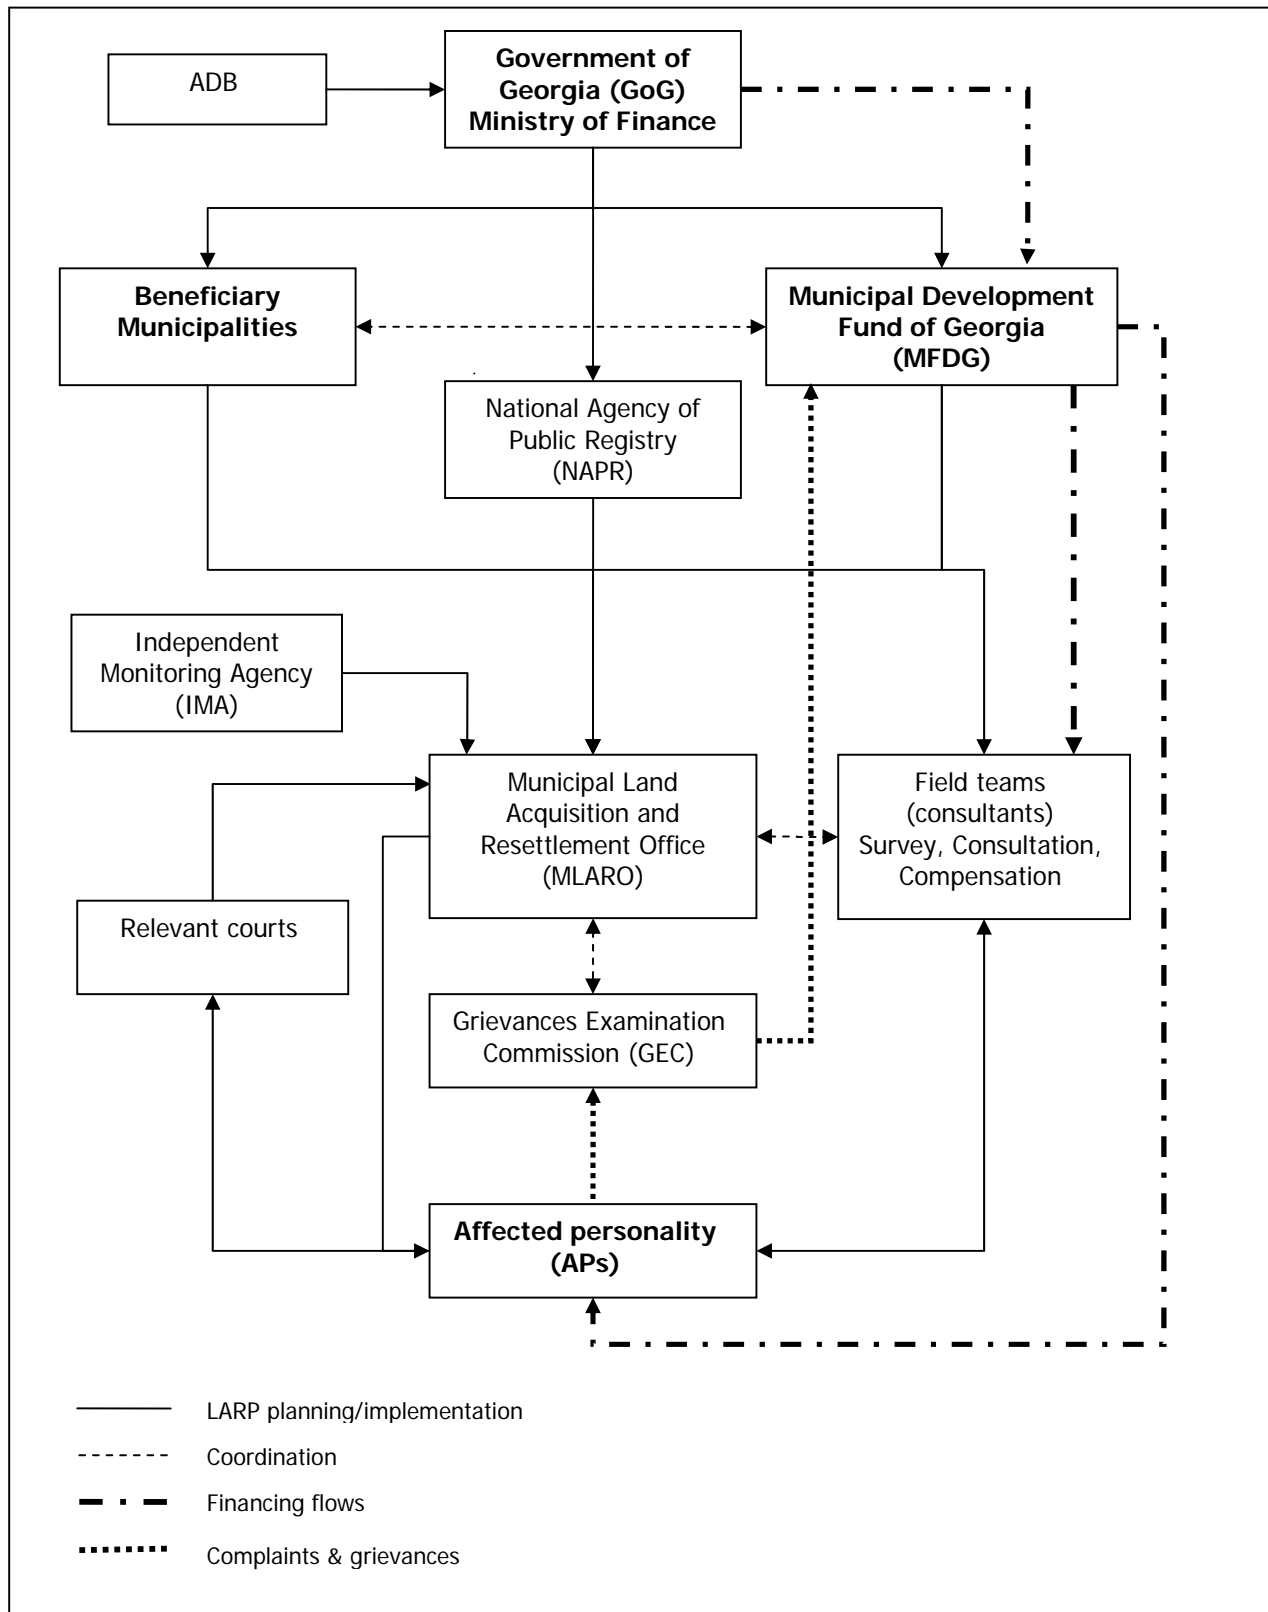 ADB
Government of
Georgia (GoG)
Ministry of Finance
Beneficiary
Municipalities
Municipal Development
Fund of Georgia
(MFDG)
National Agency of
Public Registry
(NAPR)
Independent
Monitoring Agency
(IMA)
Municipal Land
Acquisition and
Resettlement Office
(MLARO)
Field teams
(consultants)
Survey, Consultation,
Compensation
Relevant courts
Grievances Examination
Commission (GEC)
Affected personality
(APs)
LARP planning/implementation
Coordination
Financing flows
Complaints & grievances